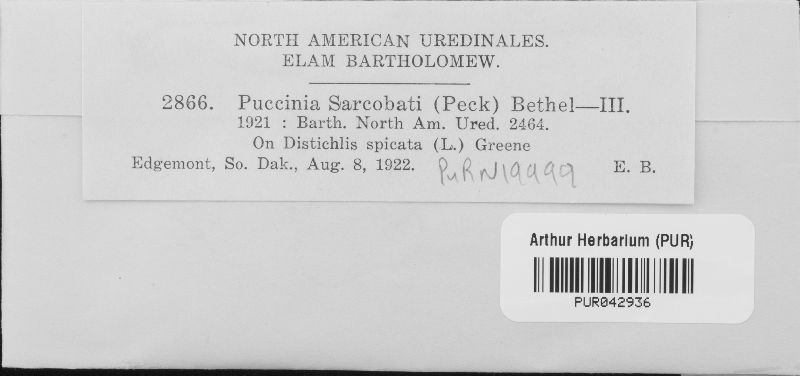 NORTH AMERICAN UREDINALES.
ELAM BARTHOLOMEW.
2866. Puccinia Sarcobati (Peck) Bethel—III.
1921 : Barth. North Am. Ured. 2464.
On Distichlis spicata (L.) Greene
Edgemont, So. Dak., Aug. 8, 1922. PUR N19999 E. B.
Arthur Herbarium (PUR)
PUR042936